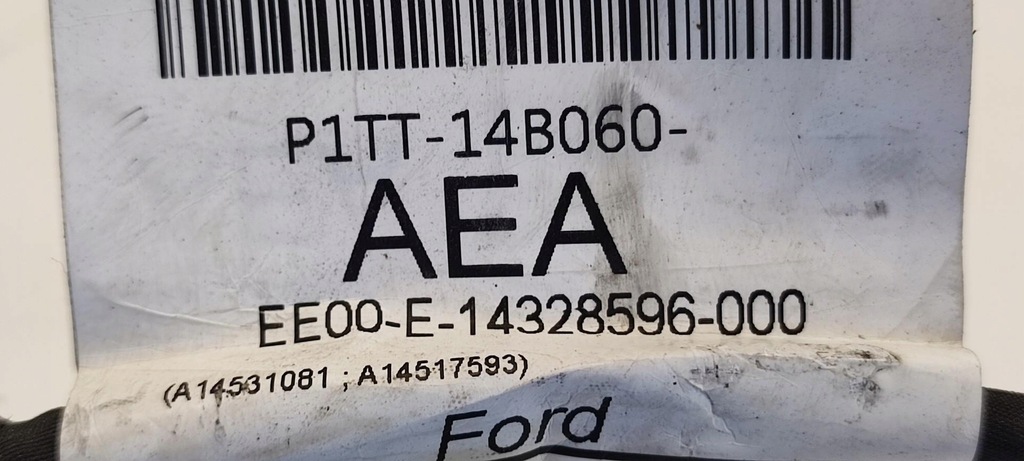 P1TT-14B060-
AEA
EE00-E-14328596-000
(A14531081 ; A14517593)
Ford